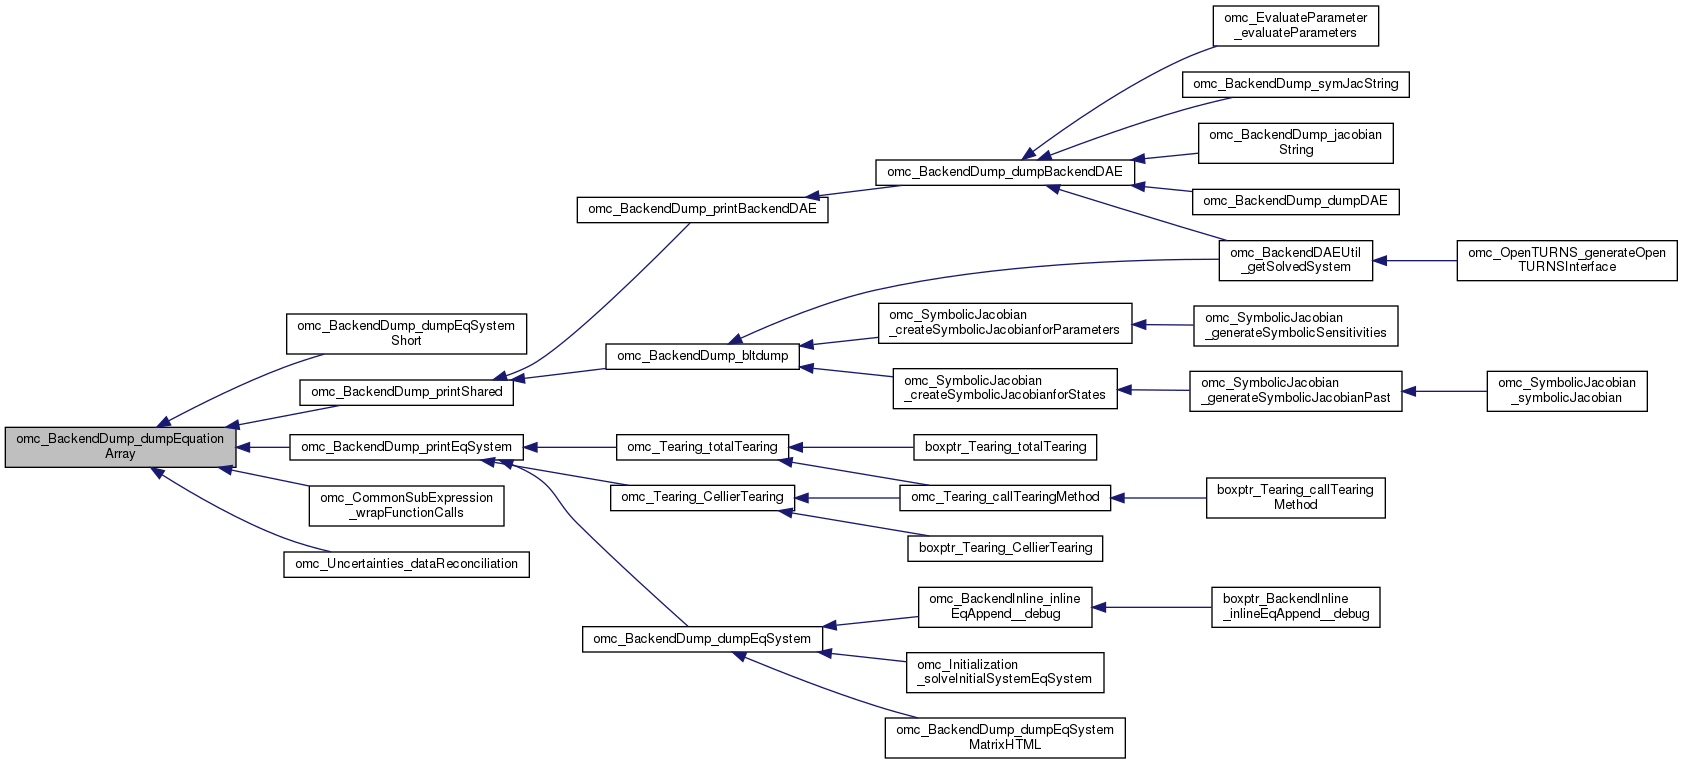 omc_EvaluateParameter
_evaluateParameters
omc_BackendDump_symJacString
omc_BackendDump_jacobian
String
omc_BackendDump_dumpBackendDAE
omc_BackendDump_dumpDAE
omc_BackendDump_printBackendDAE
omc_BackendDAEUtil
_getSolvedSystem
omc_OpenTURNS_generateOpen
TURNSInterface
omc_BackendDump_dumpEqSystem
Short
omc_SymbolicJacobian
_createSymbolicJacobianforParameters
omc_SymbolicJacobian
_generateSymbolicSensitivities
omc_BackendDump_bltdump
omc_BackendDump_printShared
omc_SymbolicJacobian
_createSymbolicJacobianforStates
omc_SymbolicJacobian
_generateSymbolicJacobianPast
omc_SymbolicJacobian
_symbolicJacobian
omc_BackendDump_dumpEquation
Array
omc_BackendDump_printEqSystem
omc_Tearing_totalTearing
boxptr_Tearing_totalTearing
omc_CommonSubExpression
_wrapFunctionCalls
omc_Tearing_CellierTearing
omc_Tearing_callTearingMethod
boxptr_Tearing_callTearing
Method
boxptr_Tearing_CellierTearing
omc_Uncertainties_dataReconciliation
omc_BackendInline_inline
EqAppend__debug
boxptr_BackendInline
_inlineEqAppend__debug
omc_BackendDump_dumpEqSystem
omc_Initialization
_solveInitialSystemEqSystem
omc_BackendDump_dumpEqSystem
MatrixHTML